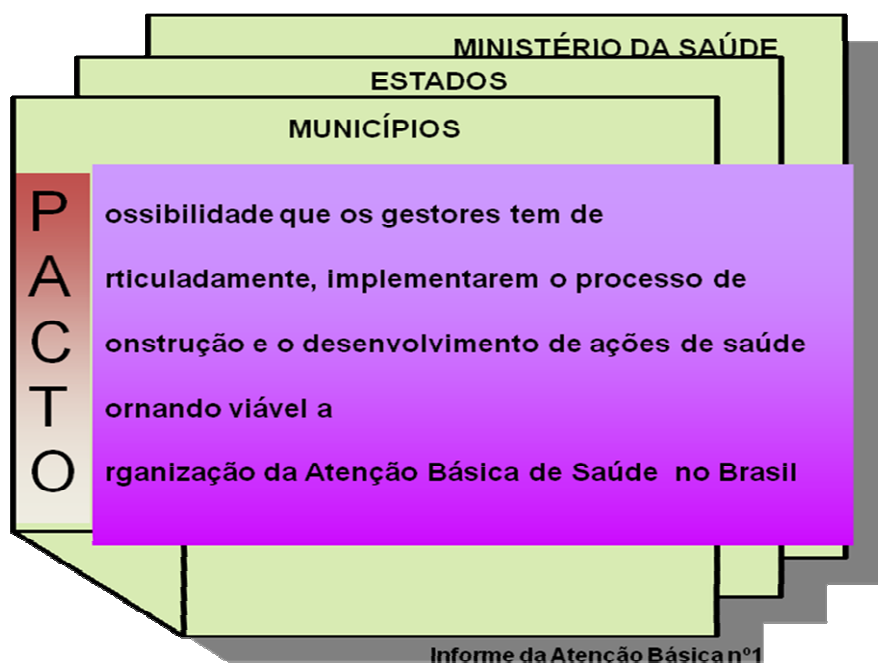 MINISTÉRIO DA SAÚDE
ESTADOS
MUNICÍPIOS
P ossibilidade que os gestores tem de
A rticuladamente, implementarem o processo de
C onstrução e o desenvolvimento de ações de saúde
T ornando viável a
O rganização da Atenção Básica de Saúde no Brasil
Informe da Atenção Básica nº1